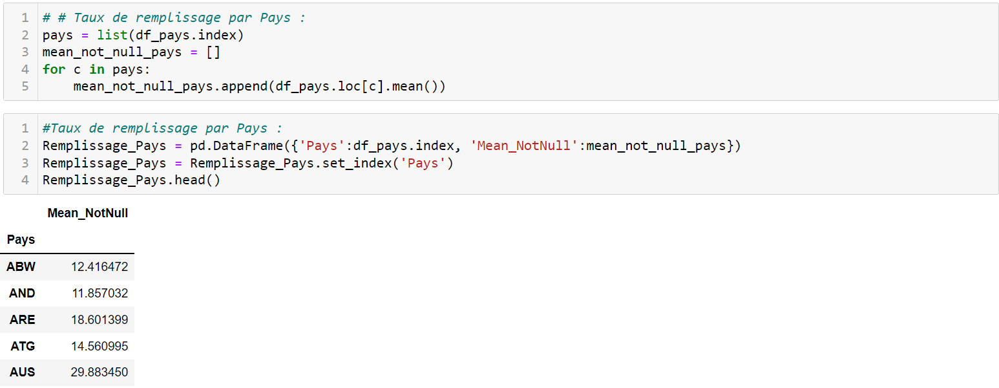 1 # # Taux de remplissage par Pays :
2 pays = list(df_pays.index)
3 mean_not_null_pays = []
4 for c in pays:
5     mean_not_null_pays.append(df_pays.loc[c].mean())
1 #Taux de remplissage par Pays :
2 Remplissage_Pays = pd.DataFrame({'Pays':df_pays.index, 'Mean_NotNull':mean_not_null_pays})
3 Remplissage_Pays = Remplissage_Pays.set_index('Pays')
4 Remplissage_Pays.head()
Mean_NotNull
Pays
ABW 12.416472
AND 11.857032
ARE 18.601399
ATG 14.560995
AUS 29.883450